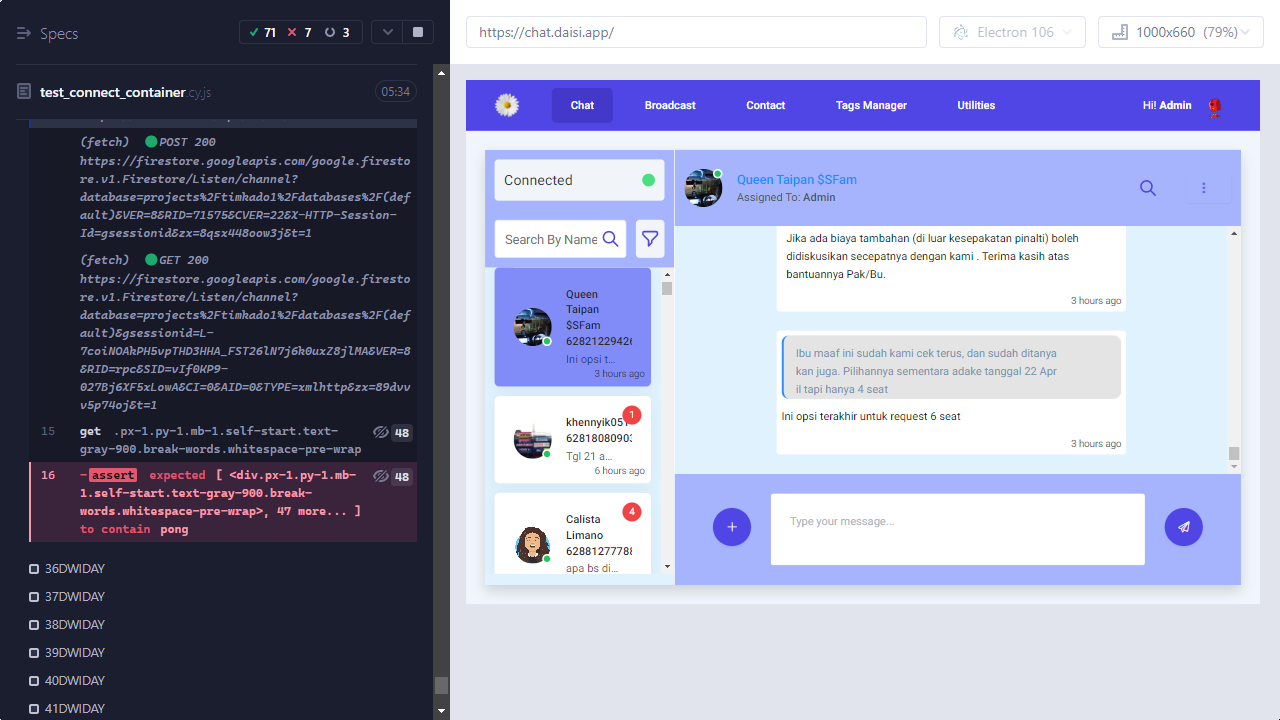 Specs
71 7 3
https://chat.daisi.app/
Electron 106
1000x660 (79%)
test_connect_container.cy.js
05:34
(fetch) POST 200
https://firestore.googleapis.com/google.firesto
re.v1.Firestore/Listen/channel?
database=projects%2Ftimkado1%2Fdatabases%2F(def
ault)&VER=8&RID=71575&CVER=22&X-HTTP-Session-
Id=gsessionid&zx=8qsx448oow3j&t=1
(fetch) GET 200
https://firestore.googleapis.com/google.firesto
re.v1.Firestore/Listen/channel?
database=projects%2Ftimkado1%2Fdatabases%2F(def
ault)&gsessionid=L-
7coiNOAkPH5vpTHD3HHA_FST26lN7j6k0uxZ8jlMA&VER=8
&RID=rpc&SID=vIf0KP9-
027Bj6XF5xLowA&CI=0&AID=0&TYPE=xmlhttp&zx=89dvv
v5p74oj&t=1
15 get .px-1.py-1.mb-1.self-start.text-
gray-900.break-words.whitespace-pre-wrap
48
16 -assert expected [ <div.px-1.py-1.mb-
1.self-start.text-gray-900.break-
words.whitespace-pre-wrap>, 47 more... ]
to contain pong
48
36DWIDAY
37DWIDAY
38DWIDAY
39DWIDAY
40DWIDAY
41DWIDAY
Chat Broadcast Contact Tags Manager Utilities Hi! Admin
Connected
Search By Name
Queen
Taipan
$SFam
62821229426
Ini opsi t...
3 hours ago
khennyik051
62818080903
Tgl 21 a...
6 hours ago
1
Calista
Limano
62881277788
apa bs di...
4
Queen Taipan $SFam
Assigned To: Admin
Jika ada biaya tambahan (di luar kesepakatan pinalti) boleh
didiskusikan secepatnya dengan kami . Terima kasih atas
bantuannya Pak/Bu.
3 hours ago
Ibu maaf ini sudah kami cek terus, dan sudah ditanya
kan juga. Pilihannya sementara adake tanggal 22 Apr
il tapi hanya 4 seat
Ini opsi terakhir untuk request 6 seat
3 hours ago
Type your message...